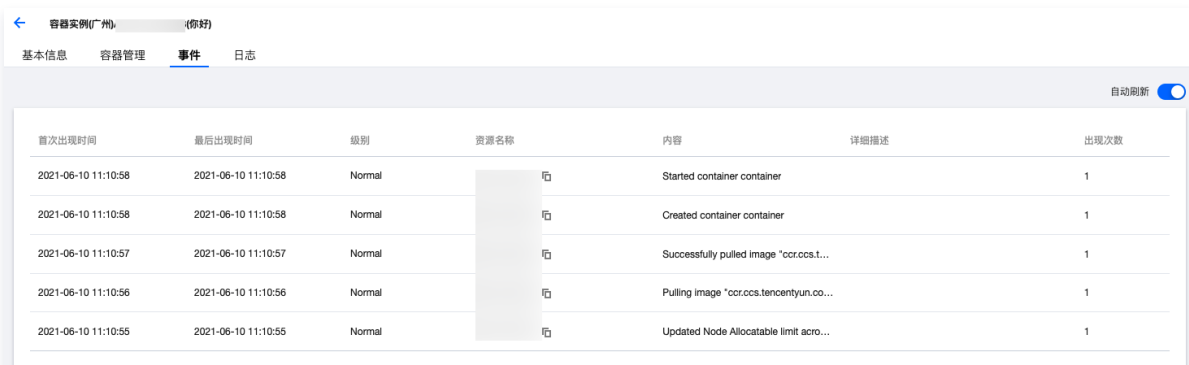 容器实例(广州) (你好)
基本信息 容器管理 事件 日志
自动刷新
首次出现时间 最后出现时间 级别 资源名称 内容 详细描述 出现次数
2021-06-10 11:10:58 2021-06-10 11:10:58 Normal Started container container 1
2021-06-10 11:10:58 2021-06-10 11:10:58 Normal Created container container 1
2021-06-10 11:10:57 2021-06-10 11:10:57 Normal Successfully pulled image "ccr.ccs.t... 1
2021-06-10 11:10:56 2021-06-10 11:10:56 Normal Pulling image "ccr.ccs.tencentyun.co... 1
2021-06-10 11:10:55 2021-06-10 11:10:55 Normal Updated Node Allocatable limit acro... 1